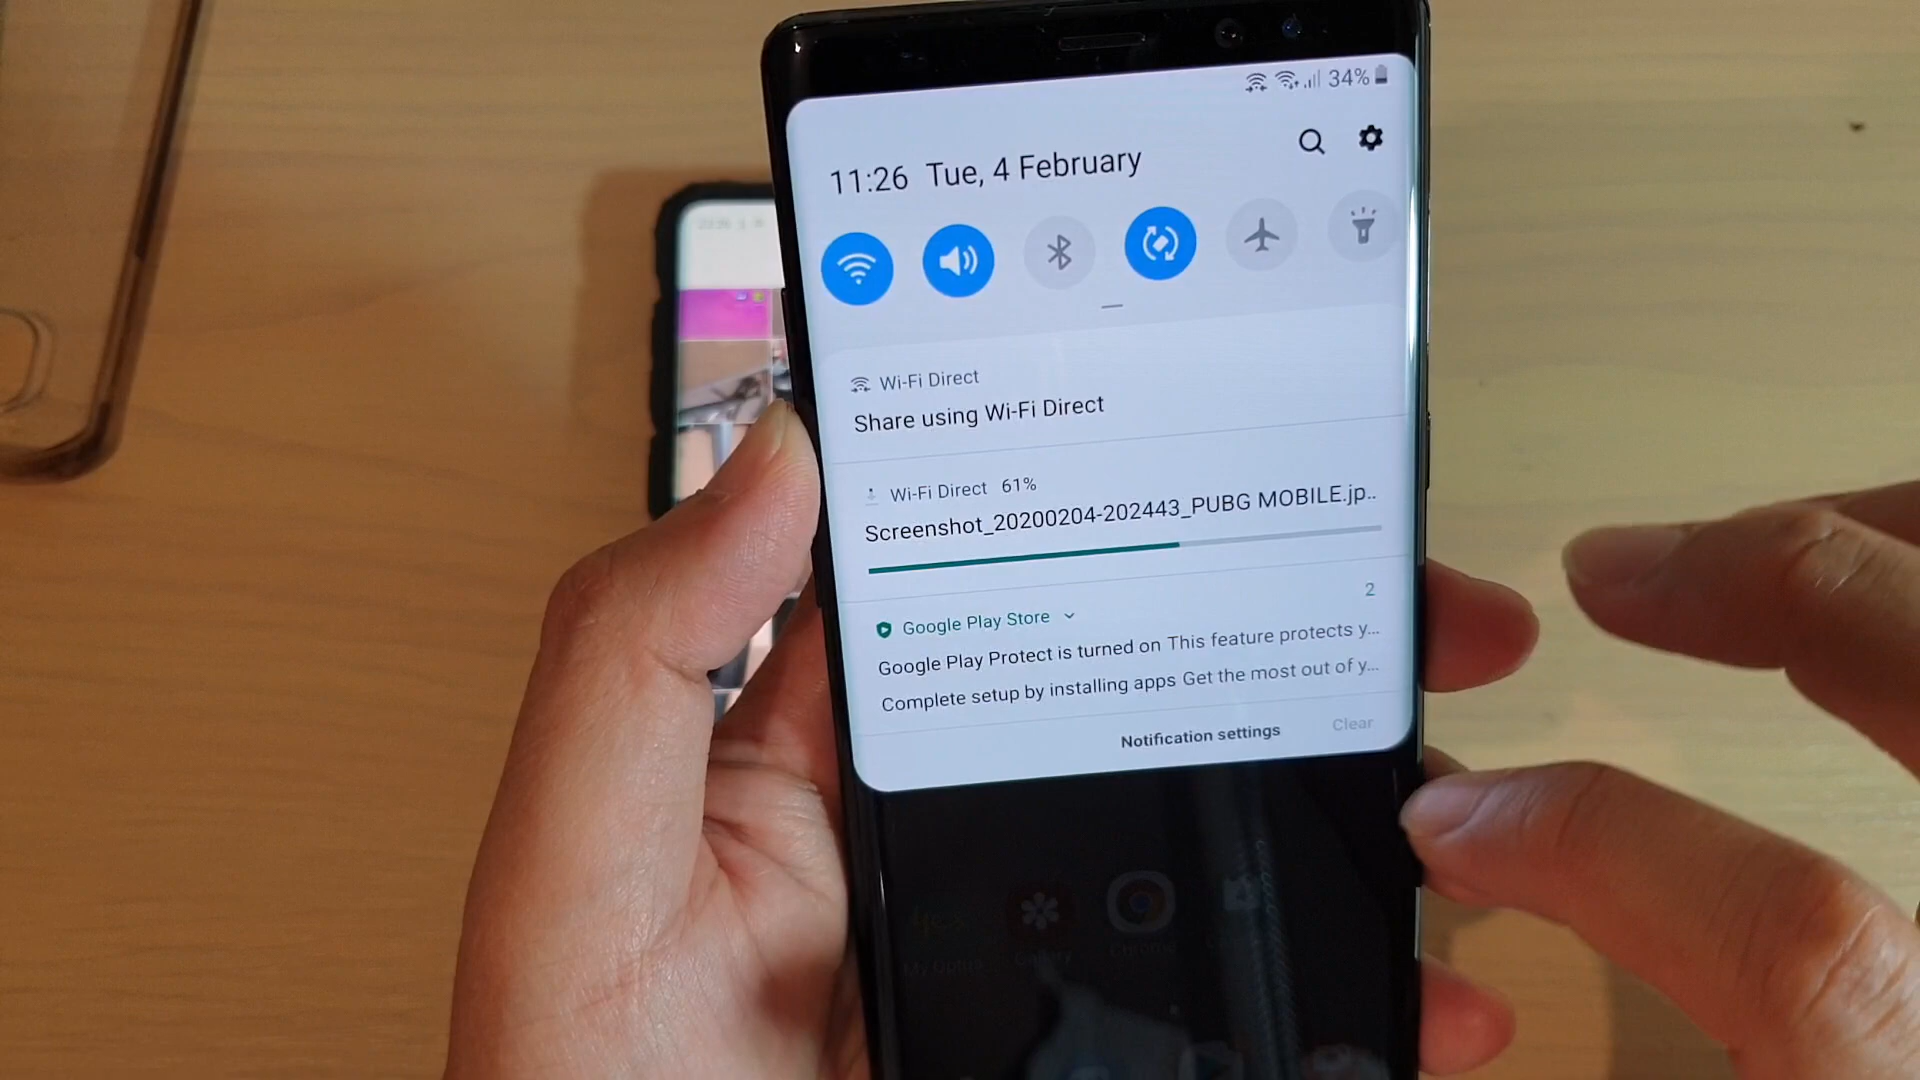 34%
11:26 Tue, 4 February
Wi-Fi Direct
Share using Wi-Fi Direct
Wi-Fi Direct 61%
Screenshot_20200204-202443_PUBG MOBILE.jp..
Google Play Store 2
Google Play Protect is turned on This feature protects y...
Complete setup by installing apps Get the most out of y...
Notification settings Clear
Gallery Chrome